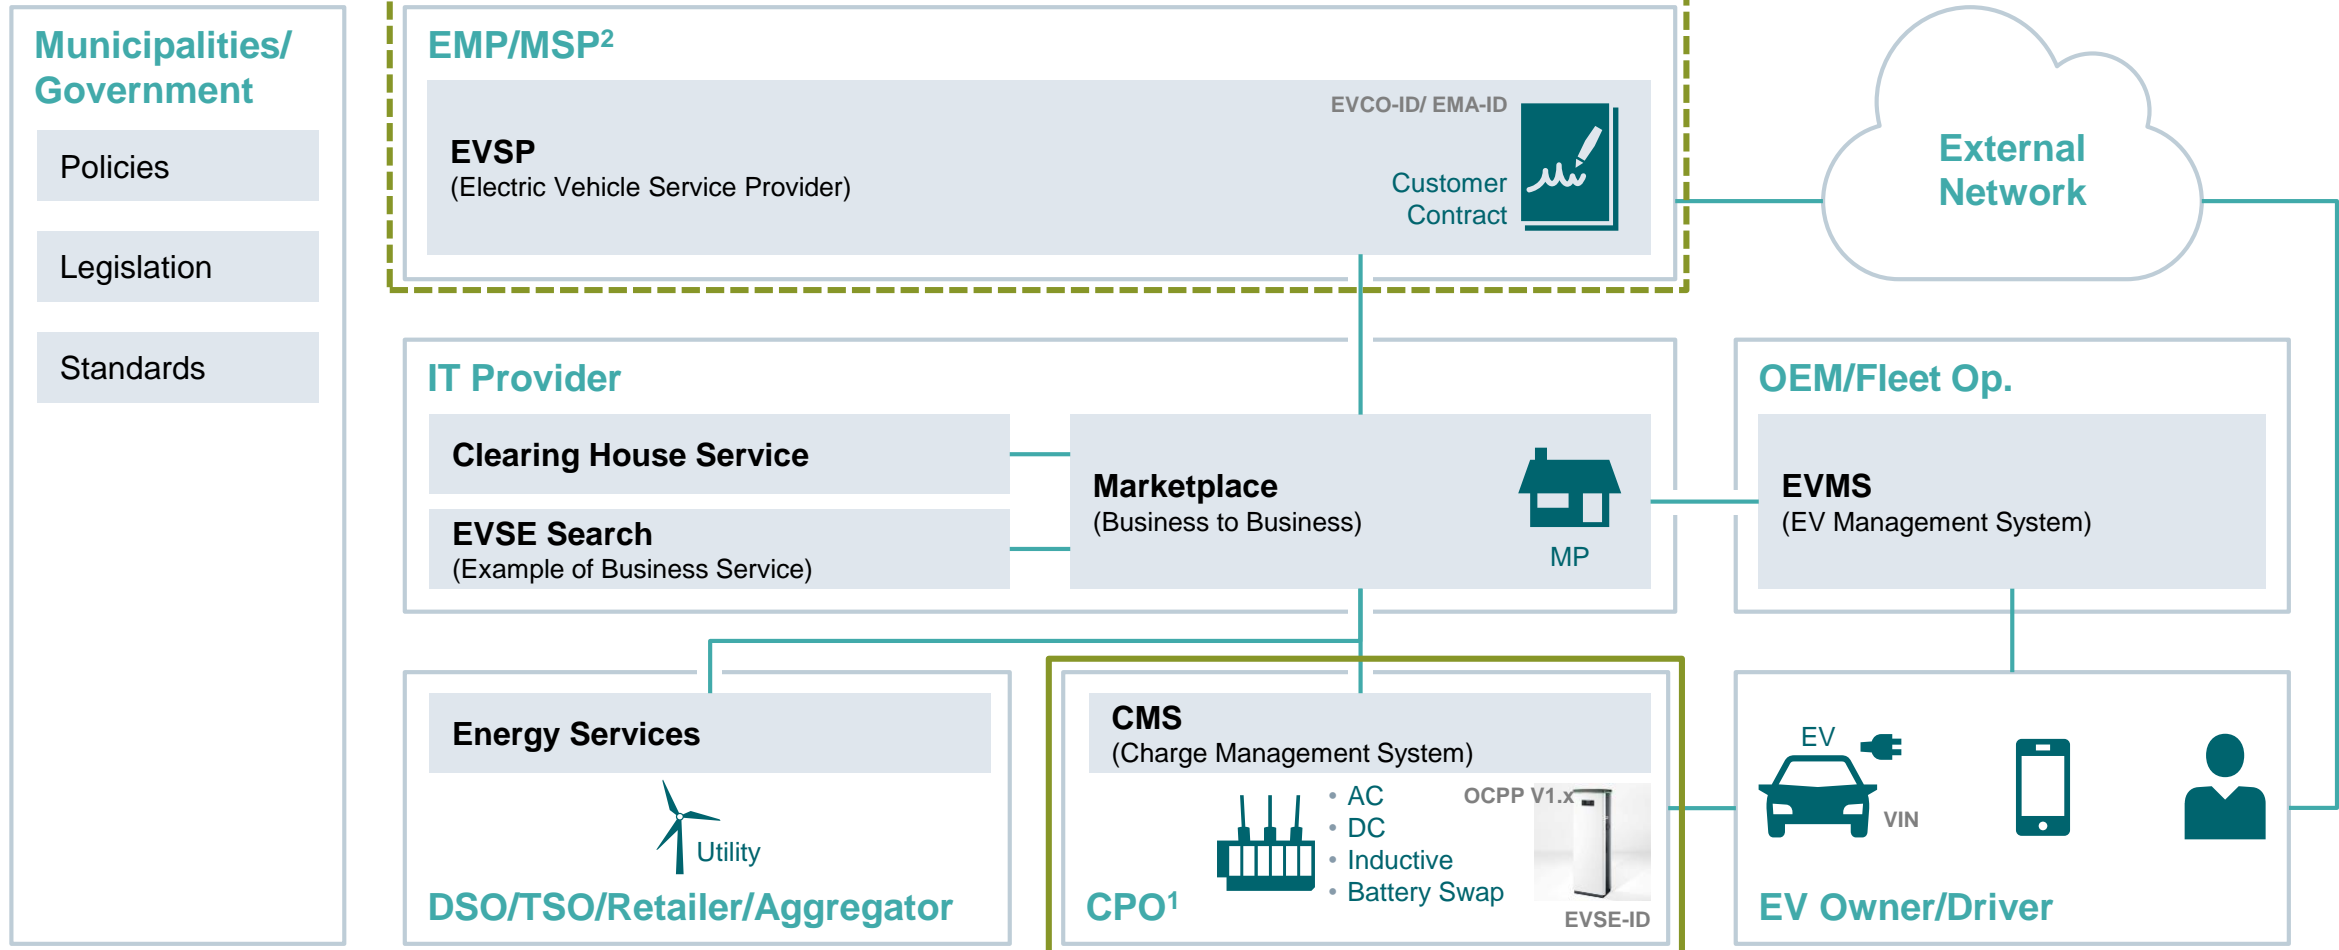 Municipalities/
Government
Policies
Legislation
Standards
EMP/MSP²
EVSP
(Electric Vehicle Service Provider)
EVCO-ID/ EMA-ID
Customer
Contract
External
Network
IT Provider
Clearing House Service
EVSE Search
(Example of Business Service)
Marketplace
(Business to Business)
MP
OEM/Fleet Op.
EVMS
(EV Management System)
Energy Services
Utility
DSO/TSO/Retailer/Aggregator
CMS
(Charge Management System)
• AC
• DC
• Inductive
• Battery Swap
OCPP V1.x
EVSE-ID
CPO¹
EV
VIN
EV Owner/Driver